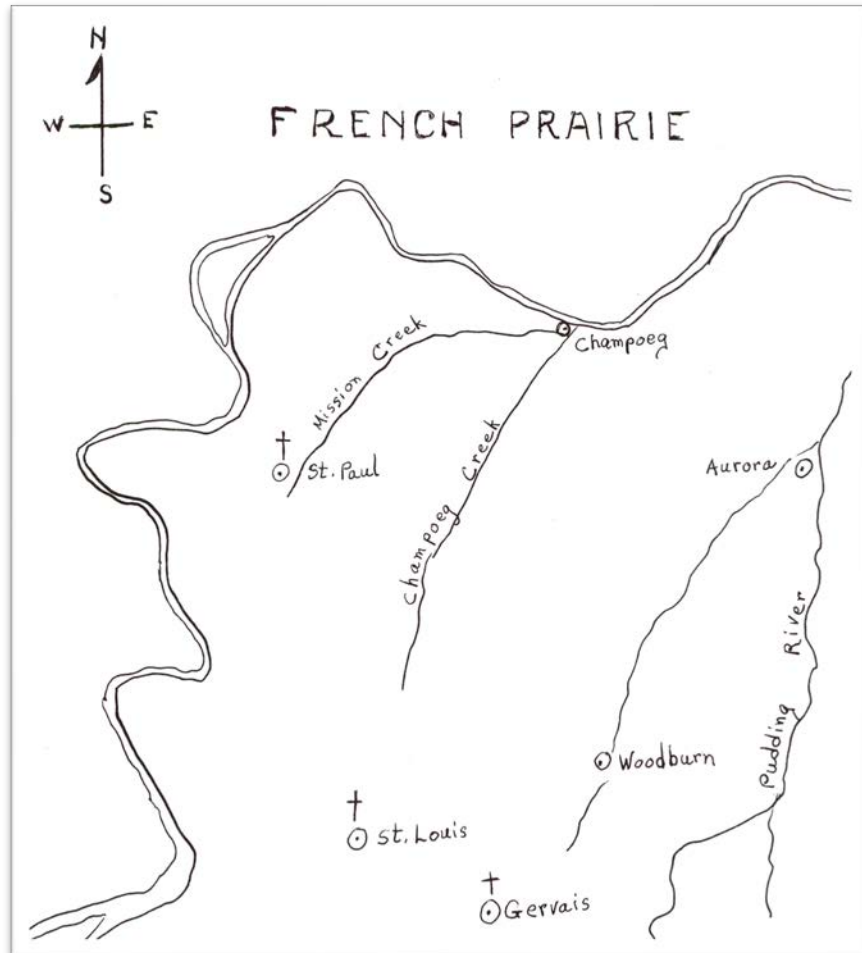 N
W E
S
FRENCH PRAIRIE
Mission Creek
Champoeg
St. Paul
Champoeg Creek
Aurora
Pudding River
Woodburn
St. Louis
Gervais